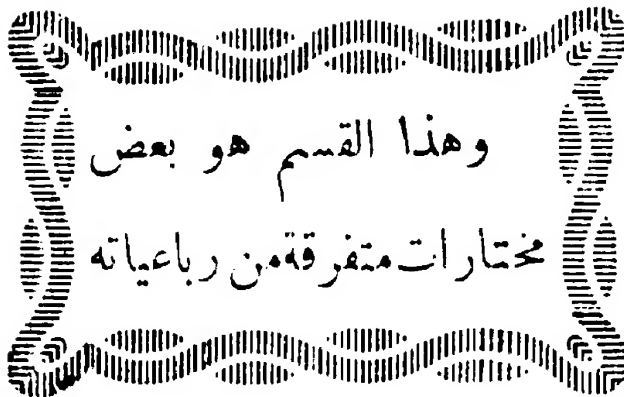 وهذا القسم هو بعض
مختارات متفرقة من رباعياته